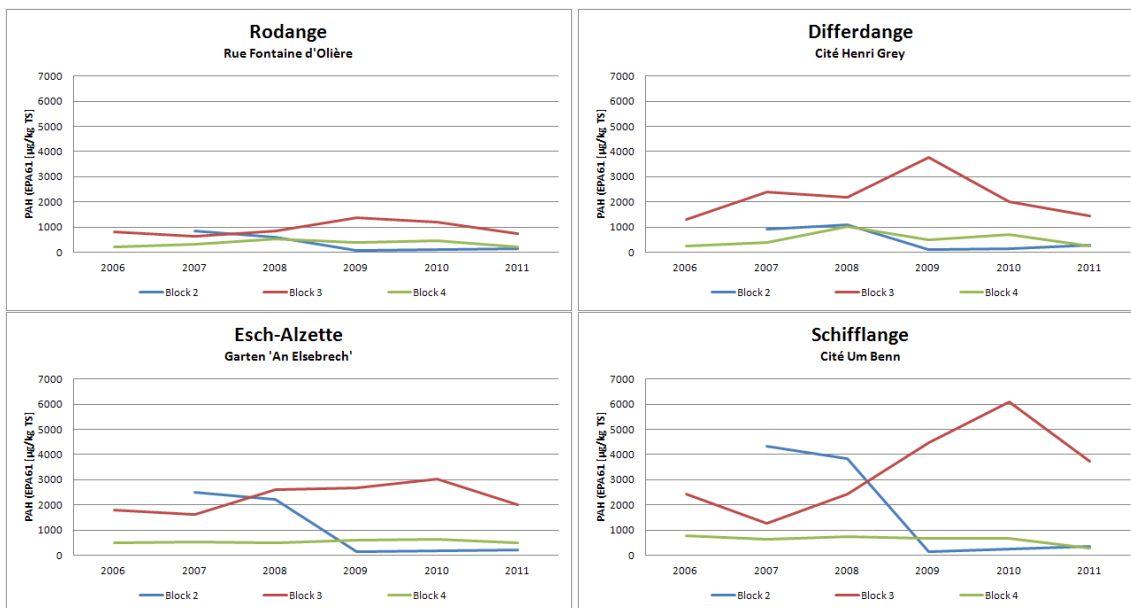 Rodange
Rue Fontaine d'Olière
PAH (EPA61 [µg/kg TS]
7000
6000
5000
4000
3000
2000
1000
0
2006 2007 2008 2009 2010 2011
Block 2 Block 3 Block 4
Differdange
Cité Henri Grey
PAH (EPA61 [µg/kg TS]
7000
6000
5000
4000
3000
2000
1000
0
2006 2007 2008 2009 2010 2011
Block 2 Block 3 Block 4
Esch-Alzette
Garten 'An Elsebrech'
PAH (EPA61 [µg/kg TS]
7000
6000
5000
4000
3000
2000
1000
0
2006 2007 2008 2009 2010 2011
Block 2 Block 3 Block 4
Schifflange
Cité Um Benn
PAH (EPA61 [µg/kg TS]
7000
6000
5000
4000
3000
2000
1000
0
2006 2007 2008 2009 2010 2011
Block 2 Block 3 Block 4